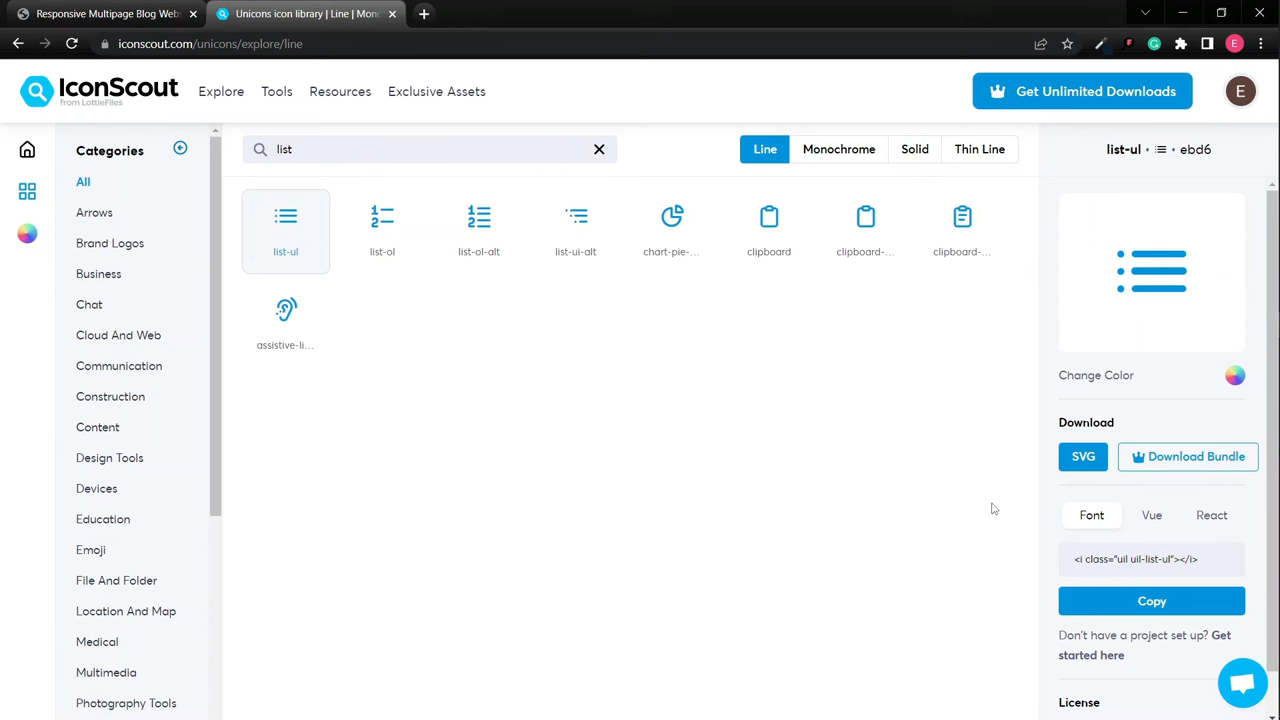 Responsive Multipage Blog Webs
Unicons icon library | Line | Mono
iconscout.com/unicons/explore/line
E
IconScout
from LottieFiles
Explore
Tools
Resources
Exclusive Assets
Get Unlimited Downloads
E
Categories
All
Arrows
Brand Logos
Business
Chat
Cloud And Web
Communication
Construction
Content
Design Tools
Devices
Education
Emoji
File And Folder
Location And Map
Medical
Multimedia
Photography Tools
list
Line
Monochrome
Solid
Thin Line
list-ul
list-ol
list-ol-alt
list-ui-alt
chart-pie-...
clipboard
clipboard-...
clipboard-...
assistive-li...
list-ul • • ebd6
Change Color
Download
SVG
Download Bundle
Font
Vue
React
<i class="uil uil-list-ul"></i>
Copy
Don't have a project set up? Get
started here
License